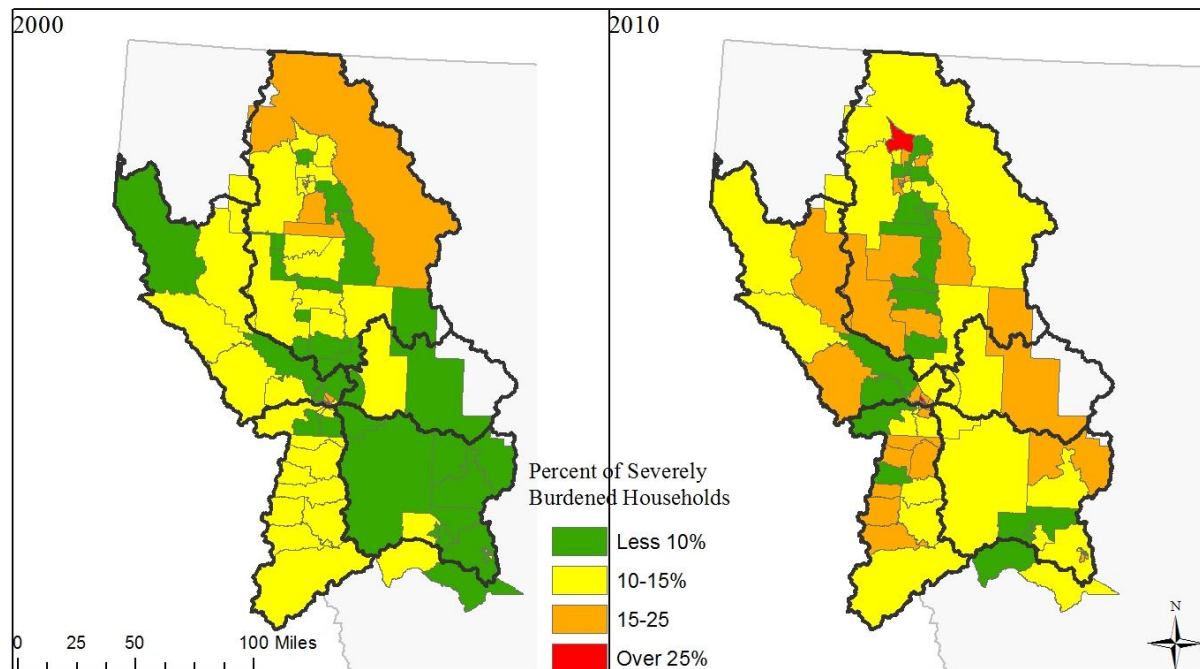 2000
2010
Percent of Severely
Burdened Households
Less 10%
10-15%
15-25
Over 25%
0 25 50 100 Miles
N